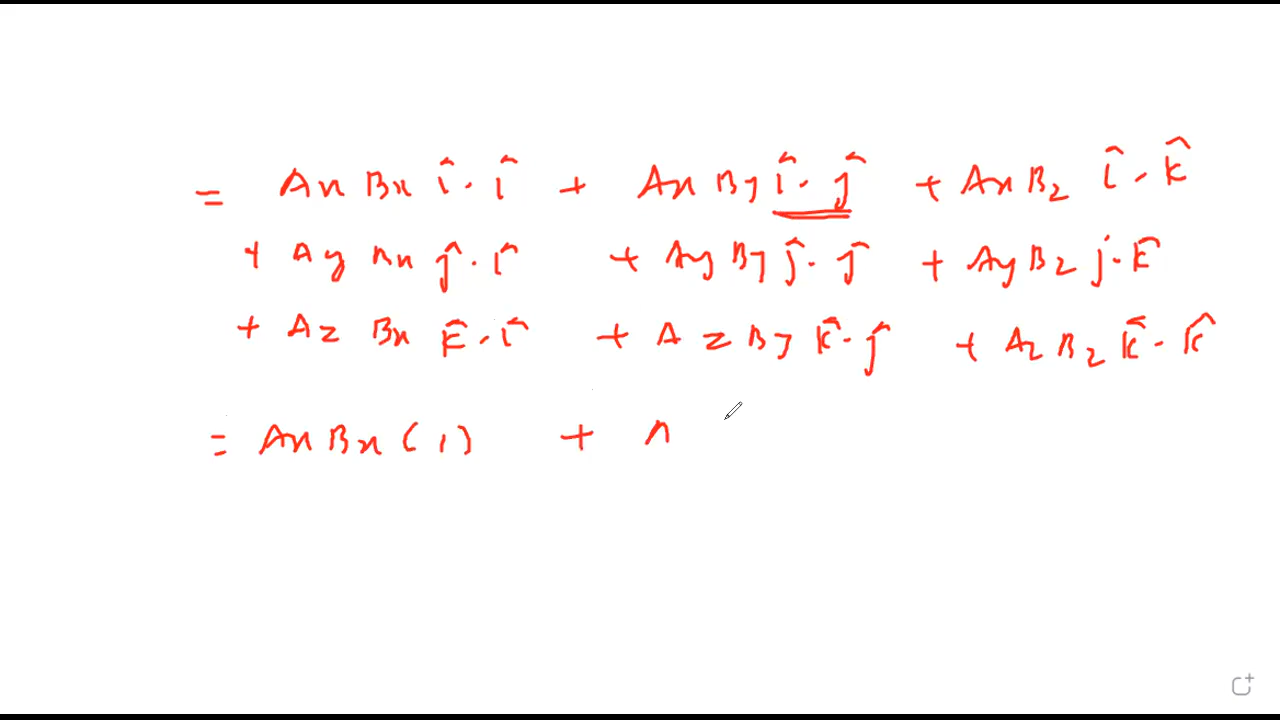 = AxBx î·î + AxBy î·ĵ + AxBz î·k̂
+ AyBx ĵ·î + AyBy ĵ·ĵ + AyBz j·k̂
+ AzBx k̂·î + AzBy k̂·ĵ + AzBz k̂·k̂
= AxBx(1) + A